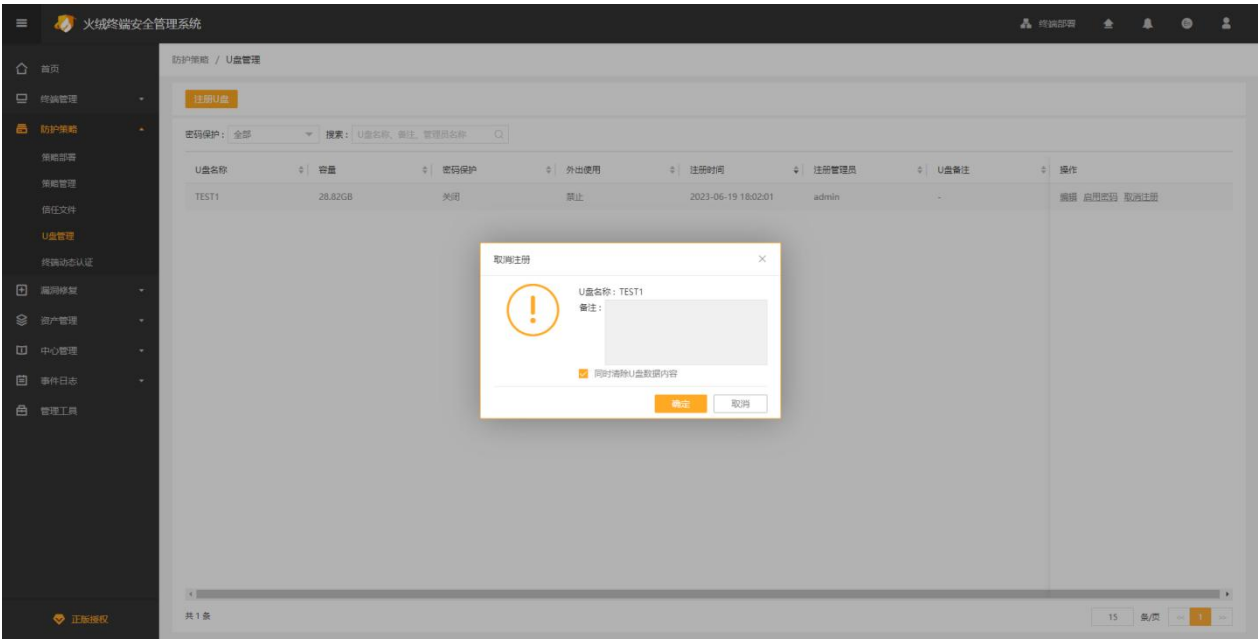 火绒终端安全管理系统
终端部署
首页
终端管理
防护策略
策略部署
策略管理
信任文件
U盘管理
终端动态认证
漏洞修复
资产管理
中心管理
事件日志
管理工具
正版授权
防护策略 / U盘管理
注册U盘
密码保护： 全部 搜索： U盘名称、备注、管理员名称
U盘名称 容量 密码保护 外出使用 注册时间 注册管理员 U盘备注 操作
TEST1 28.82GB 关闭 禁止 2023-06-19 18:02:01 admin - 编辑 启用密码 取消注册
取消注册
U盘名称：TEST1
备注：
同时清除U盘数据内容
确定 取消
共 1 条 15 条/页 1